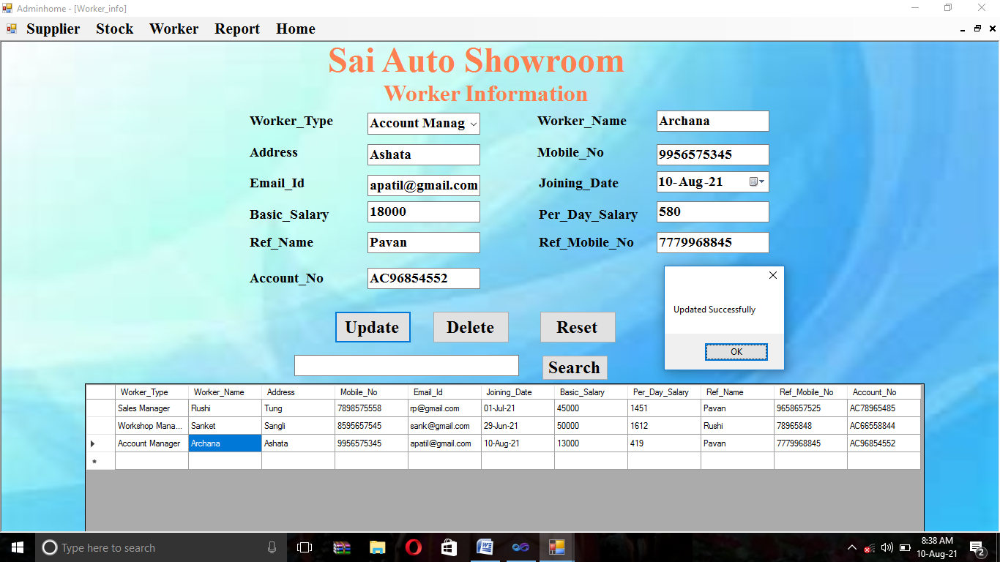 Adminhome - [Worker_info]
Supplier Stock Worker Report Home
Sai Auto Showroom
Worker Information
Worker_Type Account Manag Worker_Name Archana
Address Ashata Mobile_No 9956575345
Email_Id apatil@gmail.com Joining_Date 10-Aug-21
Basic_Salary 18000 Per_Day_Salary 580
Ref_Name Pavan Ref_Mobile_No 7779968845
Account_No AC96854552
Updated Successfully
OK
Update Delete Reset
Search
Worker_Type Worker_Name Address Mobile_No Email_Id Joining_Date Basic_Salary Per_Day_Salary Ref_Name Ref_Mobile_No Account_No
Sales Manager Rushi Tung 7898575558 rp@gmail.com 01-Jul-21 45000 1451 Pavan 9658657525 AC78965485
Workshop Mana... Sanket Sangli 8595657545 sank@gmail.com 29-Jun-21 50000 1612 Rushi 78965848 AC66558844
Account Manager Archana Ashata 9956575345 apatil@gmail.com 10-Aug-21 13000 419 Pavan 7779968845 AC96854552
Type here to search
8:38 AM
10-Aug-21
2